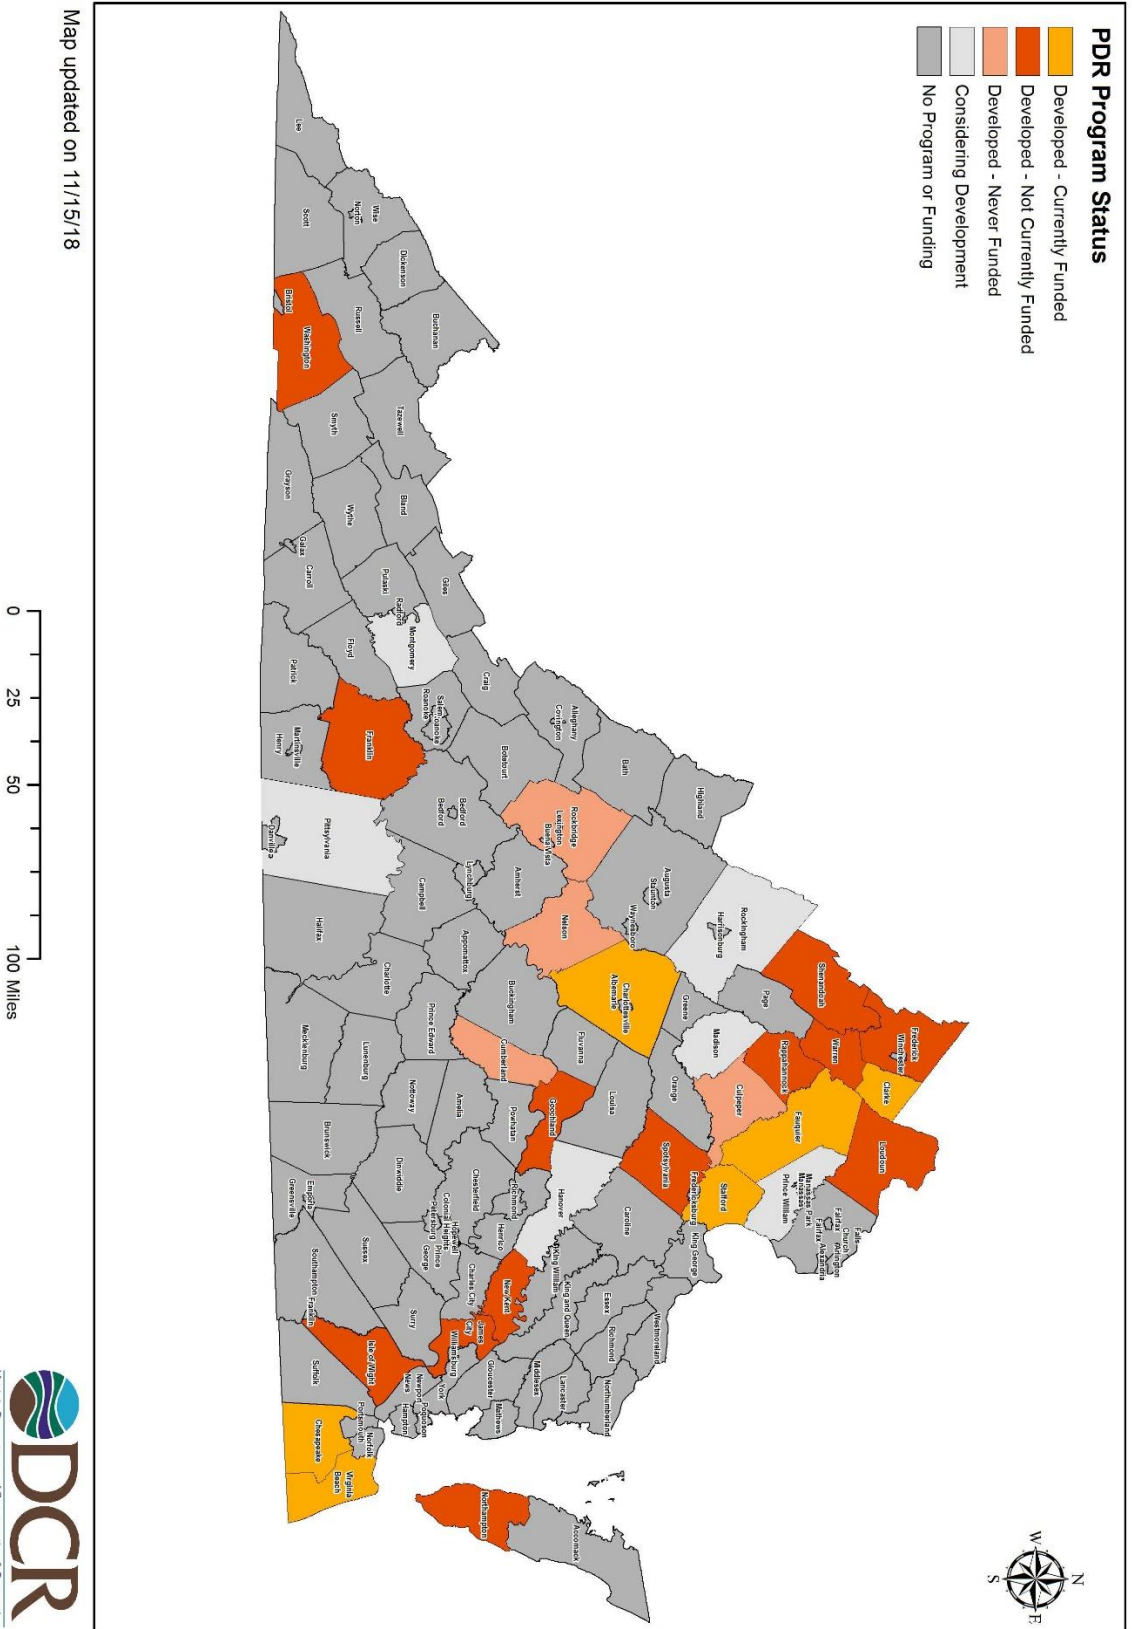 PDR Program Status
Developed - Currently Funded
Developed - Not Currently Funded
Developed - Never Funded
Considering Development
No Program or Funding
N
W
E
S
Frederick
Winchester
Clarke
Loudoun
Shenandoah
Warren
Fauquier
Rappahannock
Falls
Church
Arlington
Fairfax
Fairfax Alexandria
Manassas Park
Manassas
Prince William
Rockingham
Harrisonburg
Page
Madison
Culpeper
Stafford
Highland
Augusta
Staunton
Waynesboro
Greene
Orange
Spotsylvania
Fredericksburg
King George
Westmoreland
Bath
Albemarle
Charlottesville
Louisa
Caroline
Essex
Richmond
Northumberland
Alleghany
Covington
Rockbridge
Lexington
Buena Vista
Nelson
Fluvanna
Goochland
Hanover
King William
King and Queen
Lancaster
Middlesex
Accomack
Craig
Botetourt
Amherst
Buckingham
Cumberland
Powhatan
Richmond
Henrico
New Kent
Gloucester
Mathews
Northampton
Buchanan
Dickenson
Wise
Norton
Giles
Bland
Tazewell
Montgomery
Radford
Pulaski
Salem
Roanoke
Roanoke
Bedford
Bedford
Lynchburg
Campbell
Appomattox
Prince Edward
Amelia
Chesterfield
Colonial Heights
Petersburg
Hopewell
Prince
George
Charles City
James
City
Williamsburg
York
Newport
News
Poquoson
Hampton
Lee
Scott
Russell
Washington
Bristol
Smyth
Wythe
Grayson
Galax
Carroll
Floyd
Patrick
Franklin
Martinsville
Henry
Pittsylvania
Danville
Halifax
Charlotte
Mecklenburg
Lunenburg
Nottoway
Brunswick
Dinwiddie
Emporia
Greensville
Sussex
Surry
Southampton
Franklin
Isle of Wight
Suffolk
Portsmouth
Norfolk
Chesapeake
Virginia
Beach
0 25 50 100 Miles
Map updated on 11/15/18
DCR